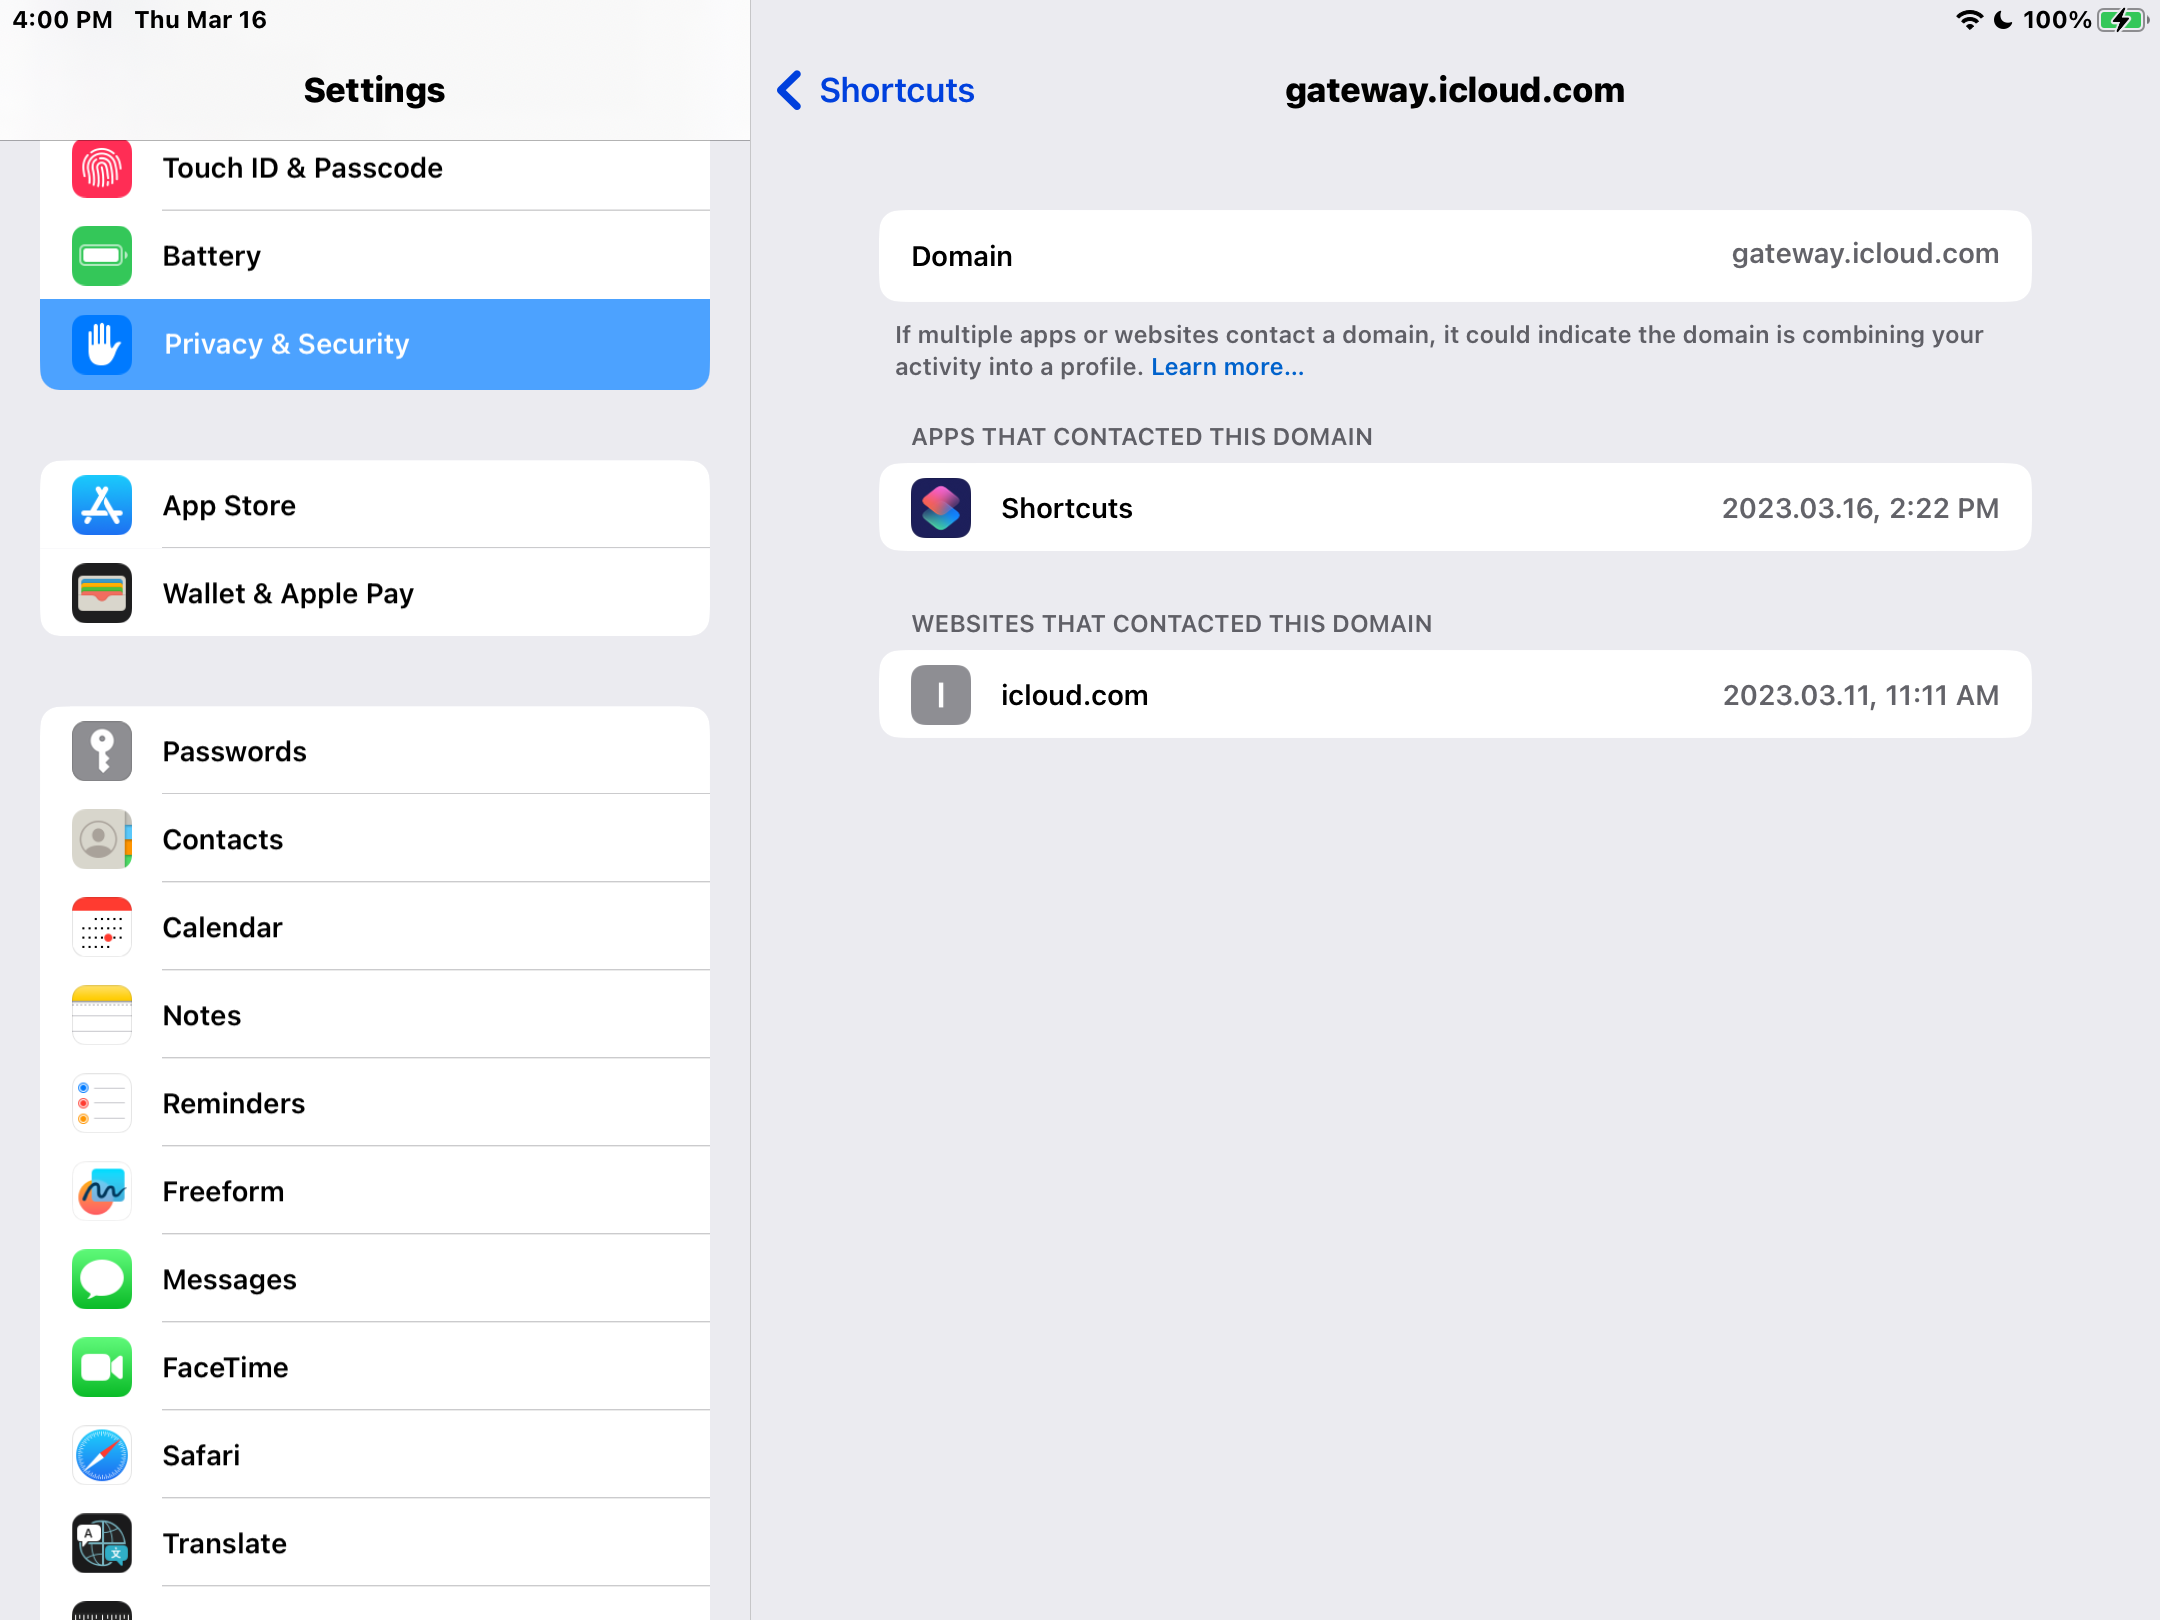 4:00 PM Thu Mar 16
100%
Settings
Touch ID & Passcode
Battery
Privacy & Security
App Store
Wallet & Apple Pay
Passwords
Contacts
Calendar
Notes
Reminders
Freeform
Messages
FaceTime
Safari
A
文
Translate
Shortcuts
gateway.icloud.com
Domain
gateway.icloud.com
If multiple apps or websites contact a domain, it could indicate the domain is combining your
activity into a profile. Learn more...
APPS THAT CONTACTED THIS DOMAIN
Shortcuts
2023.03.16, 2:22 PM
WEBSITES THAT CONTACTED THIS DOMAIN
I
icloud.com
2023.03.11, 11:11 AM